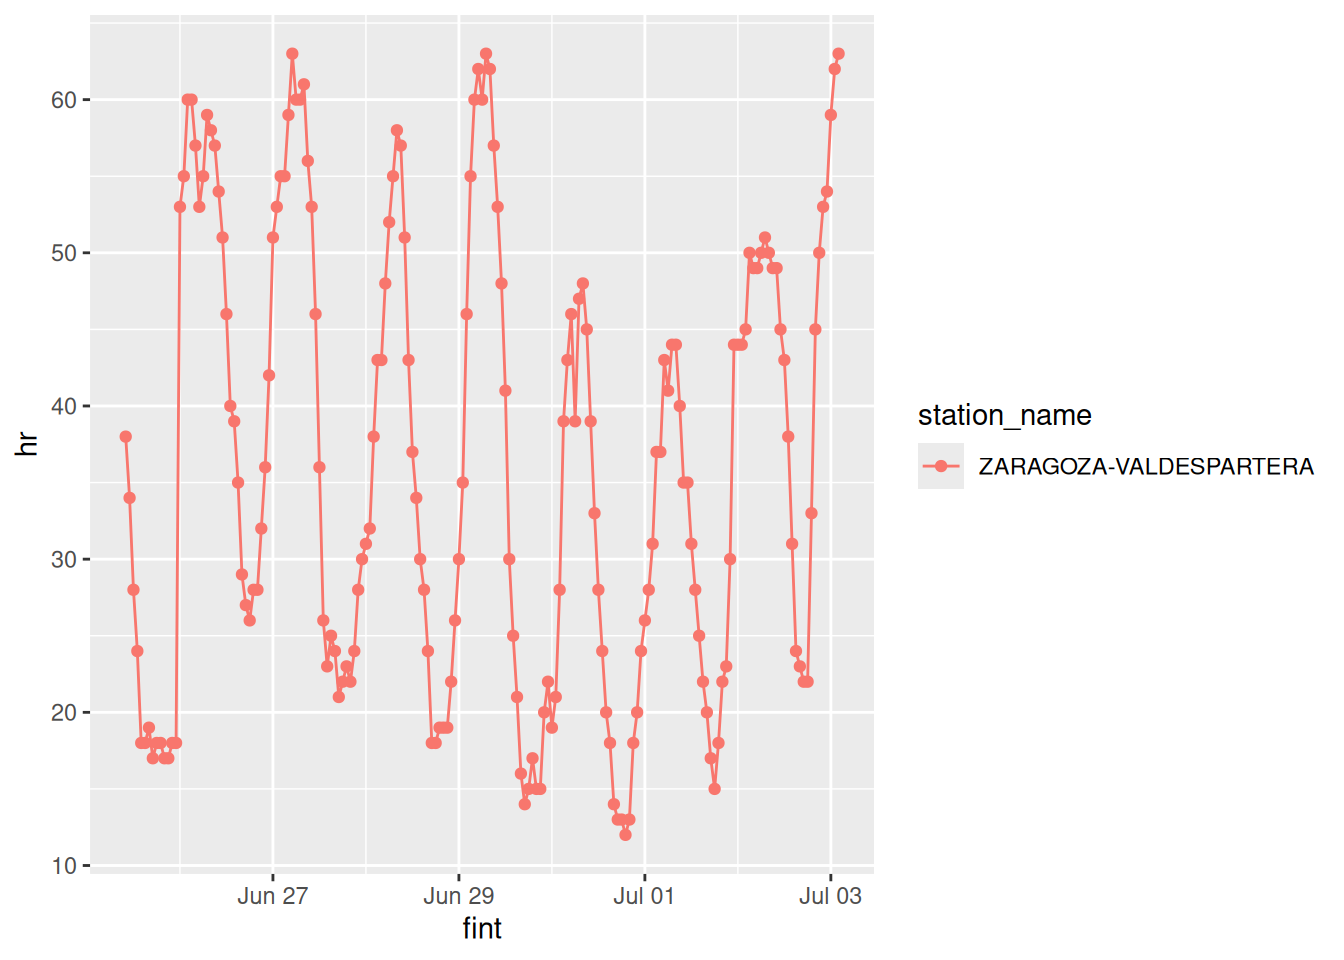 60
50
40
30
20
10
hr
Jun 27
Jun 29
Jul 01
Jul 03
fint
station_name
ZARAGOZA-VALDESPARTERA